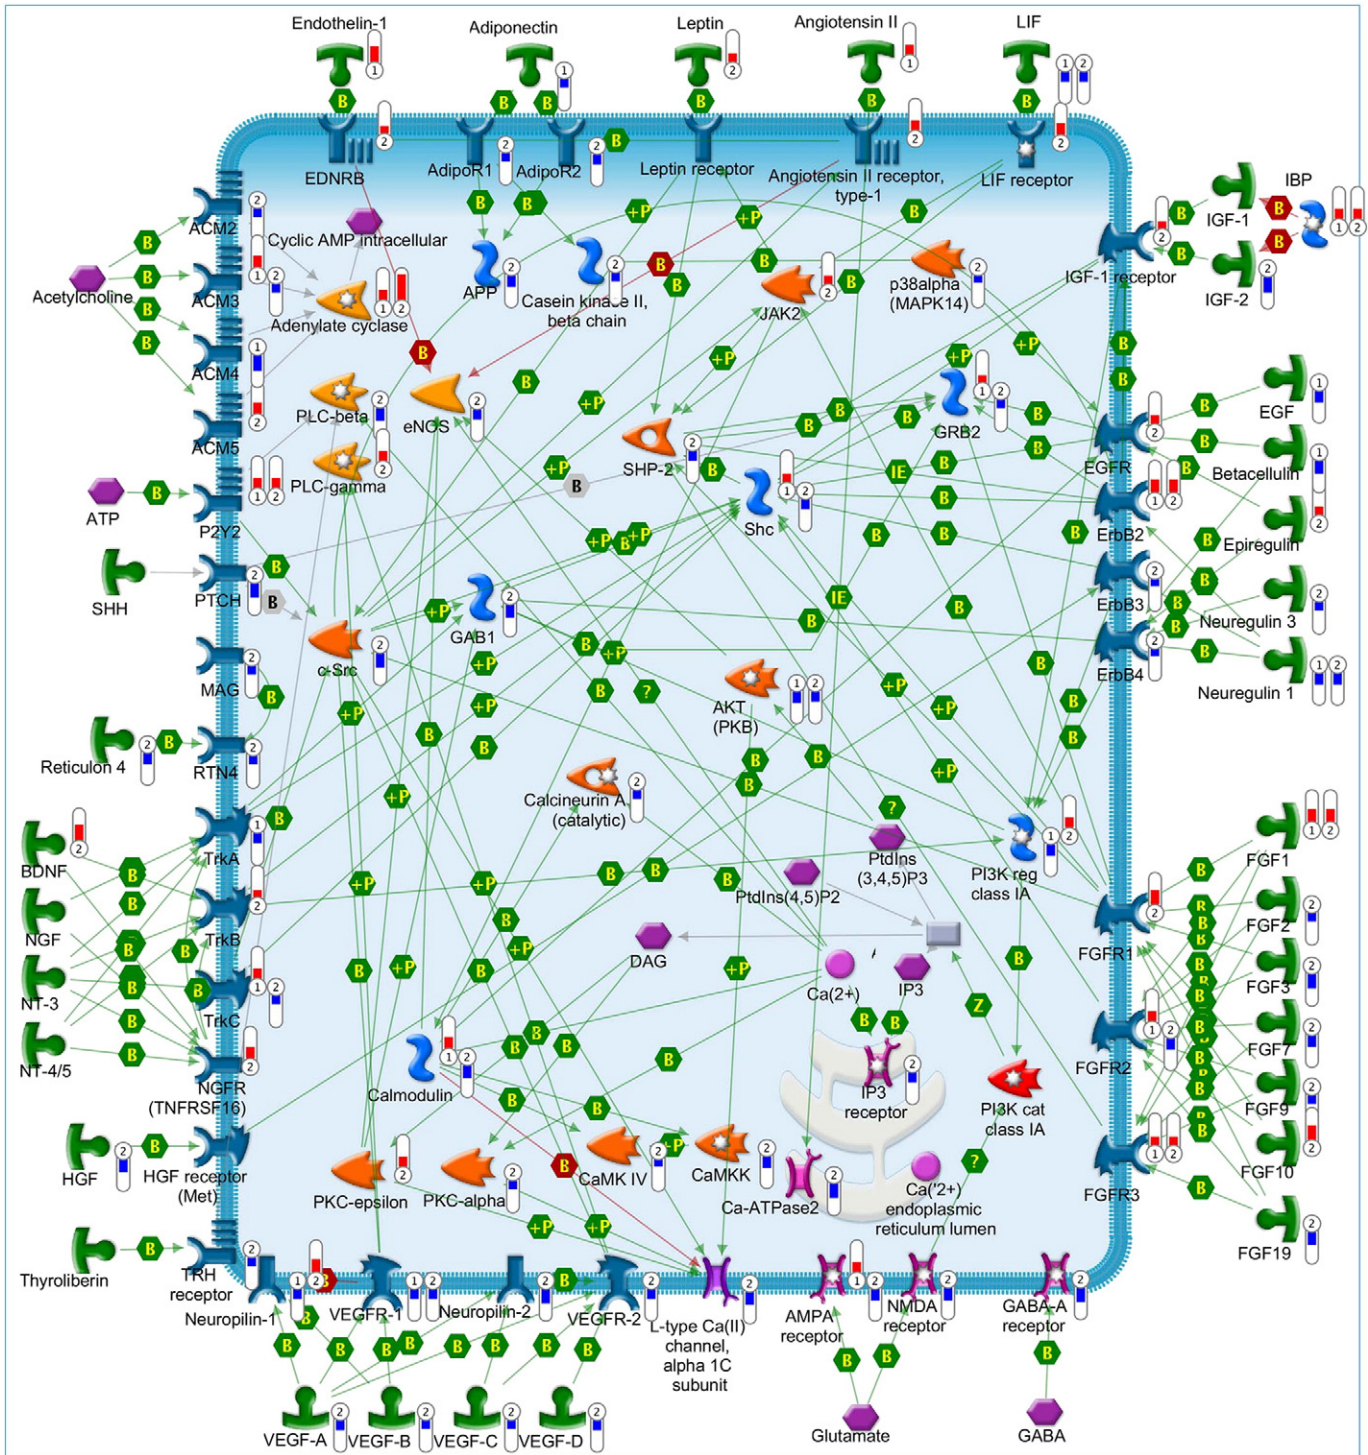 Endothelin-1
Adiponectin
Leptin
Angiotensin II
LIF
EDNRB
AdipoR1
AdipoR2
Leptin receptor
Angiotensin II receptor,
type-1
LIF receptor
IGF-1
IBP
IGF-1 receptor
IGF-2
ACM2
Cyclic AMP intracellular
Acetylcholine
ACM3
Adenylate cyclase
APP
Casein kinase II,
beta chain
JAK2
p38alpha
(MAPK14)
ACM4
PLC-beta
eNOS
ACM5
PLC-gamma
SHP-2
GRB2
EGFR
EGF
Betacellulin
ATP
P2Y2
Shc
ErbB2
Epiregulin
SHH
PTCH
GAB1
ErbB3
Neuregulin 3
c-Src
ErbB4
Neuregulin 1
MAG
AKT
(PKB)
Reticulon 4
RTN4
Calcineurin A
(catalytic)
BDNF
TrkA
PtdIns
(3,4,5)P3
PtdIns(4,5)P2
PI3K reg
class IA
FGF1
NGF
TrkB
DAG
FGFR1
FGF2
NT-3
TrkC
Ca(2+)
IP3
FGF3
NT-4/5
NGFR
(TNFRSF16)
Calmodulin
IP3
receptor
PI3K cat
class IA
FGFR2
FGF7
FGF9
HGF
HGF receptor
(Met)
PKC-epsilon
PKC-alpha
CaMK IV
CaMKK
Ca-ATPase2
Ca('2+)
endoplasmic
reticulum lumen
FGFR3
FGF10
FGF19
Thyroliberin
TRH
receptor
Neuropilin-1
VEGFR-1
Neuropilin-2
VEGFR-2
L-type Ca(II)
channel,
alpha 1C
subunit
AMPA
receptor
NMDA
receptor
GABA-A
receptor
VEGF-A
VEGF-B
VEGF-C
VEGF-D
Glutamate
GABA